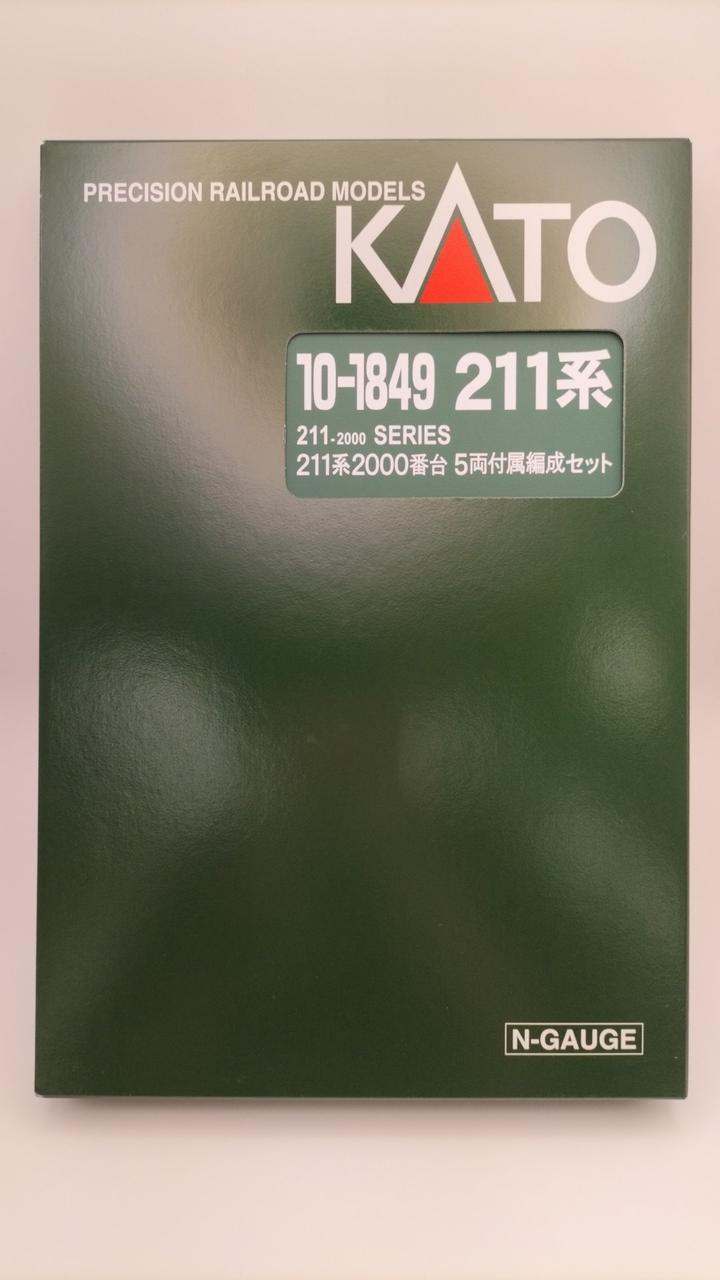 PRECISION RAILROAD MODELS
KATO
10-1849 211系
211-2000 SERIES
211系2000番台 5両付属編成セット
N-GAUGE